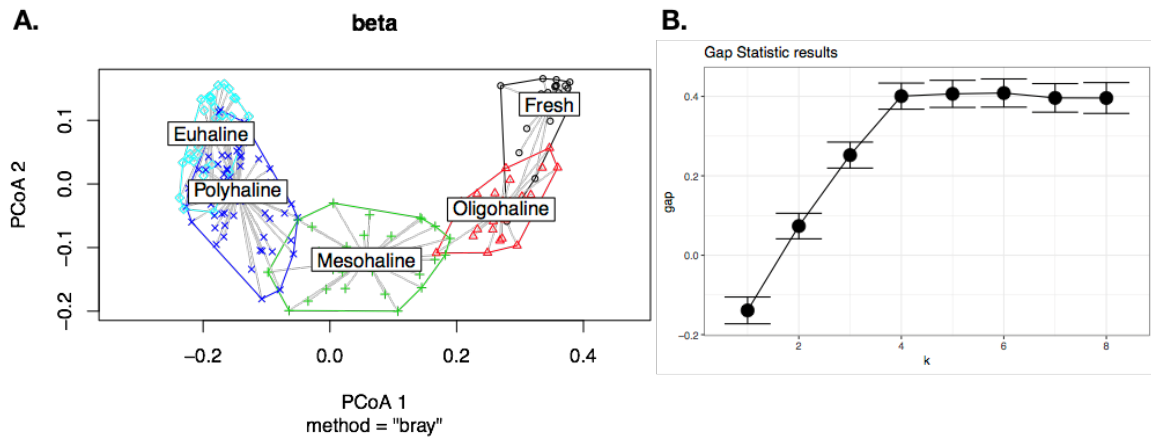 A.
beta
Euhaline
Polyhaline
Mesohaline
Oligohaline
Fresh
PCoA 2
0.1
0.0
−0.1
−0.2
−0.2
0.0
0.2
0.4
PCoA 1
method = "bray"
B.
Gap Statistic results
gap
0.4
0.2
0.0
-0.2
2
4
6
8
k